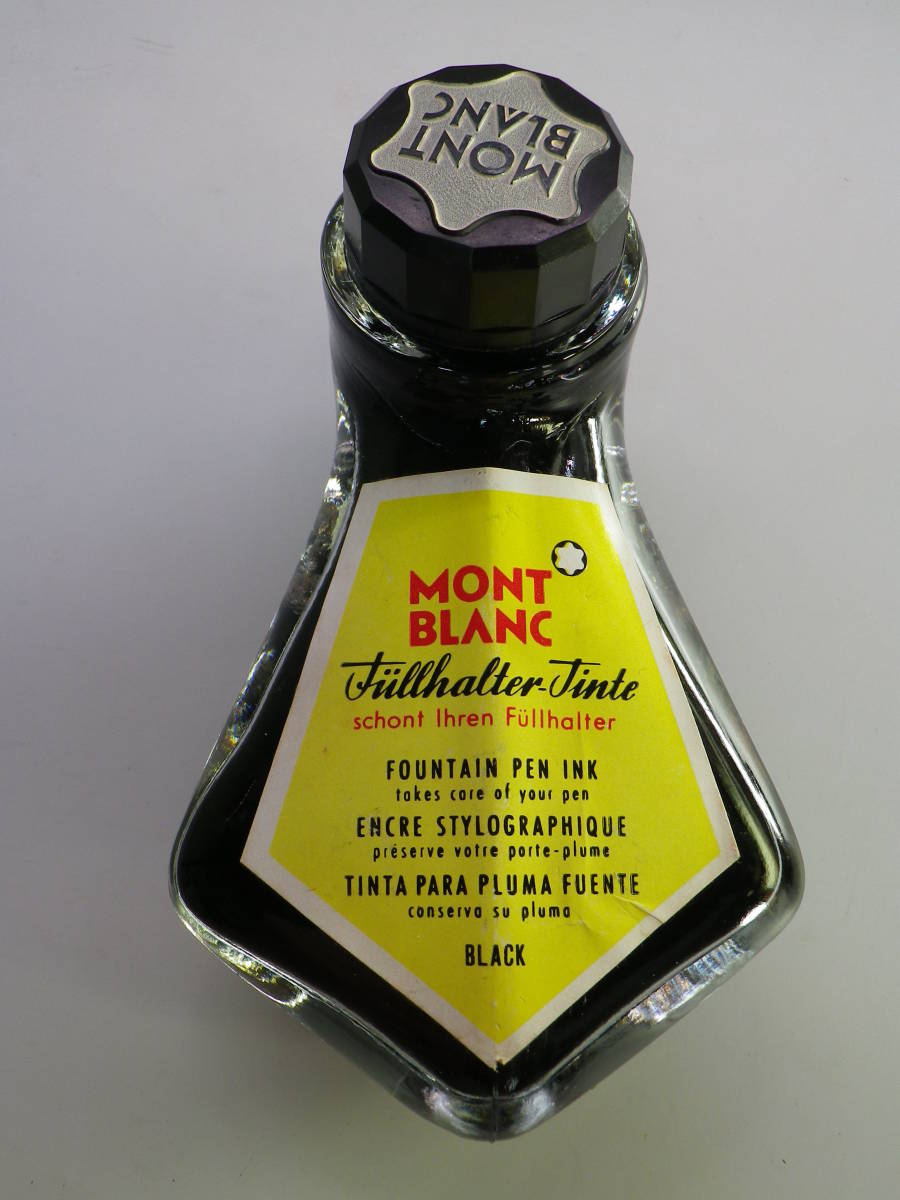 MONT
BLANC
MONT
BLANC
Füllhalter-Tinte
schont Ihren Füllhalter
FOUNTAIN PEN INK
takes care of your pen
ENCRE STYLOGRAPHIQUE
préserve votre porte-plume
TINTA PARA PLUMA FUENTE
conserva su pluma
BLACK